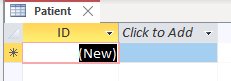 Patient
ID Click to Add
(New)